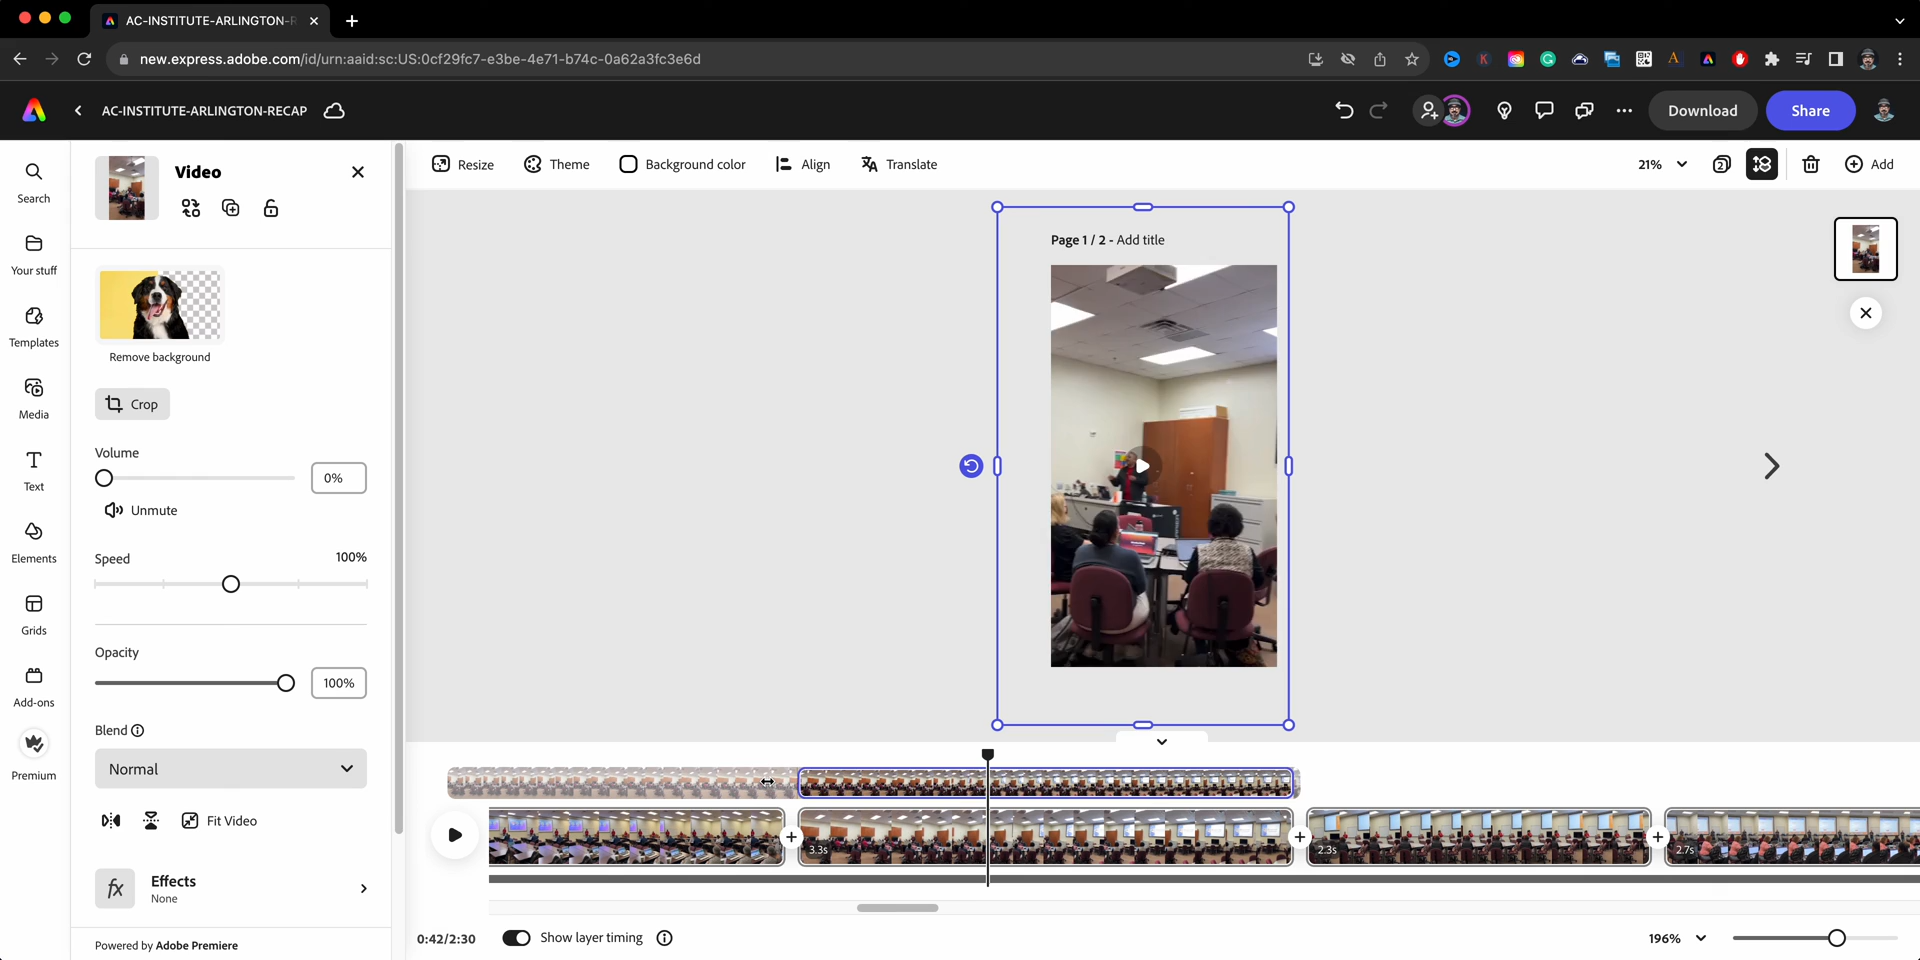 AC-INSTITUTE-ARLINGTON-R
new.express.adobe.com/id/urn:aaid:sc:US:0cf29fc7-e3be-4e71-b74c-0a62a3fc3e6d
AC-INSTITUTE-ARLINGTON-RECAP
Download
Share
Search
Your stuff
Templates
Media
Text
Elements
Grids
Add-ons
Premium
Video
Remove background
Crop
Volume
0%
Unmute
Speed
100%
Opacity
100%
Blend
Normal
Fit Video
fx
Effects
None
Powered by Adobe Premiere
Resize
Theme
Background color
Align
Translate
21%
2
Add
Page 1 / 2 - Add title
3.3s
2.3s
2.7s
0:42/2:30
Show layer timing
196%